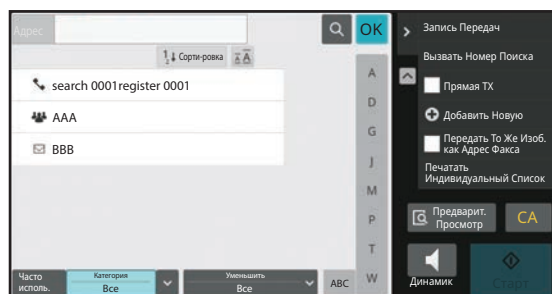 Адрес
OK
Сорти-ровка
search 0001register 0001
AAA
BBB
A
D
G
J
M
P
T
W
Часто
исполь.
Категория
Все
Уменьшить
Все
ABC
Запись Передач
Вызвать Номер Поиска
Прямая TX
Добавить Новую
Передать То Же Изоб.
как Адрес Факса
Печатать
Индивидуальный Список
Предварит.
Просмотр
CA
Динамик
Старт